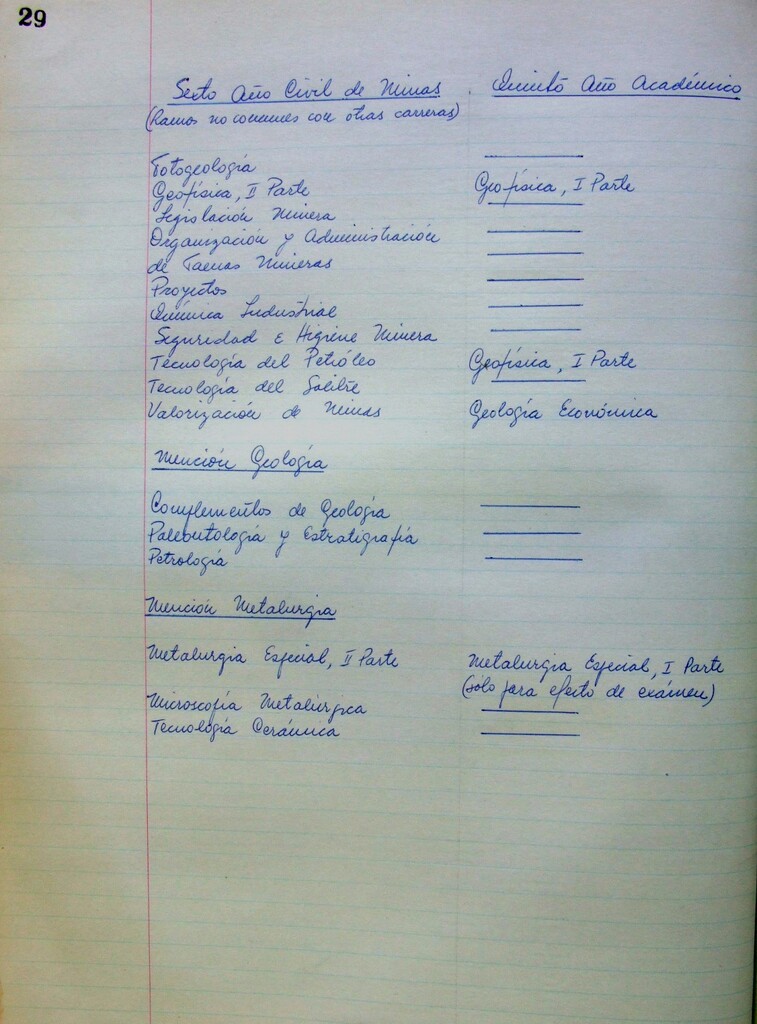 29
Sexto Año Civil de Minas Quinto Año Académico
(Ramos no comunes con otras carreras)
Fotogeología
Geofísica, II Parte Geofísica, I Parte
Legislación Minera
Organización y Administración
de Faenas Mineras
Proyectos
Química Industrial
Seguridad e Higiene Minera
Tecnología del Petróleo Geofísica, I Parte
Tecnología del Salitre
Valorización de Minas Geología Económica
Mención Geología
Complementos de Geología
Paleontología y Estratigrafía
Petrología
Mención Metalurgia
Metalurgia Especial, II Parte Metalurgia Especial, I Parte
(sólo para efecto de exámen)
Microscopía Metalúrgica
Tecnología Cerámica